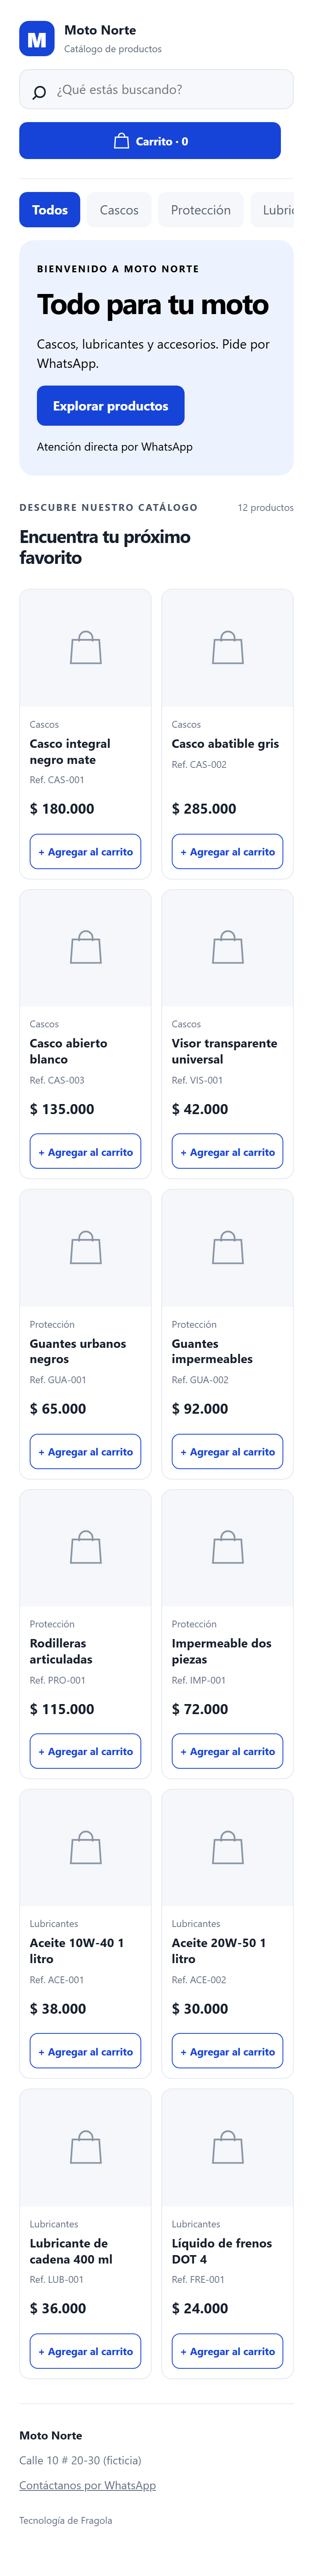 M
Moto Norte
Catálogo de productos
¿Qué estás buscando?
Carrito · 0
Todos
Cascos
Protección
Lubric
BIENVENIDO A MOTO NORTE
Todo para tu moto
Cascos, lubricantes y accesorios. Pide por
WhatsApp.
Explorar productos
Atención directa por WhatsApp
DESCUBRE NUESTRO CATÁLOGO
12 productos
Encuentra tu próximo
favorito
Cascos
Casco integral
negro mate
Ref. CAS-001
$ 180.000
+ Agregar al carrito
Cascos
Casco abatible gris
Ref. CAS-002
$ 285.000
+ Agregar al carrito
Cascos
Casco abierto
blanco
Ref. CAS-003
$ 135.000
+ Agregar al carrito
Cascos
Visor transparente
universal
Ref. VIS-001
$ 42.000
+ Agregar al carrito
Protección
Guantes urbanos
negros
Ref. GUA-001
$ 65.000
+ Agregar al carrito
Protección
Guantes
impermeables
Ref. GUA-002
$ 92.000
+ Agregar al carrito
Protección
Rodilleras
articuladas
Ref. PRO-001
$ 115.000
+ Agregar al carrito
Protección
Impermeable dos
piezas
Ref. IMP-001
$ 72.000
+ Agregar al carrito
Lubricantes
Aceite 10W-40 1
litro
Ref. ACE-001
$ 38.000
+ Agregar al carrito
Lubricantes
Aceite 20W-50 1
litro
Ref. ACE-002
$ 30.000
+ Agregar al carrito
Lubricantes
Lubricante de
cadena 400 ml
Ref. LUB-001
$ 36.000
+ Agregar al carrito
Lubricantes
Líquido de frenos
DOT 4
Ref. FRE-001
$ 24.000
+ Agregar al carrito
Moto Norte
Calle 10 # 20-30 (ficticia)
Contáctanos por WhatsApp
Tecnología de Fragola